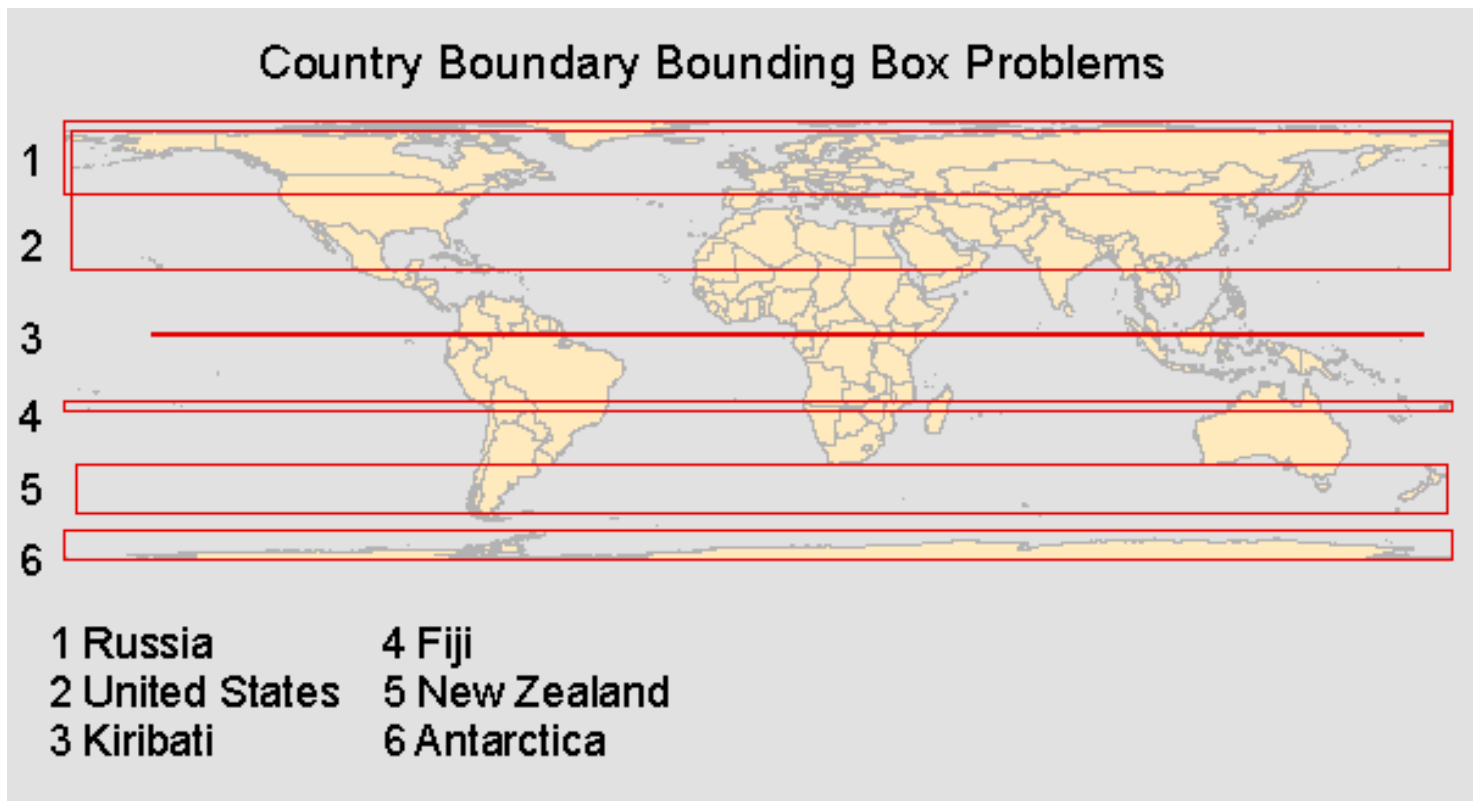 Country Boundary Bounding Box Problems
1
2
3
4
5
6
1 Russia
2 United States
3 Kiribati
4 Fiji
5 New Zealand
6 Antarctica